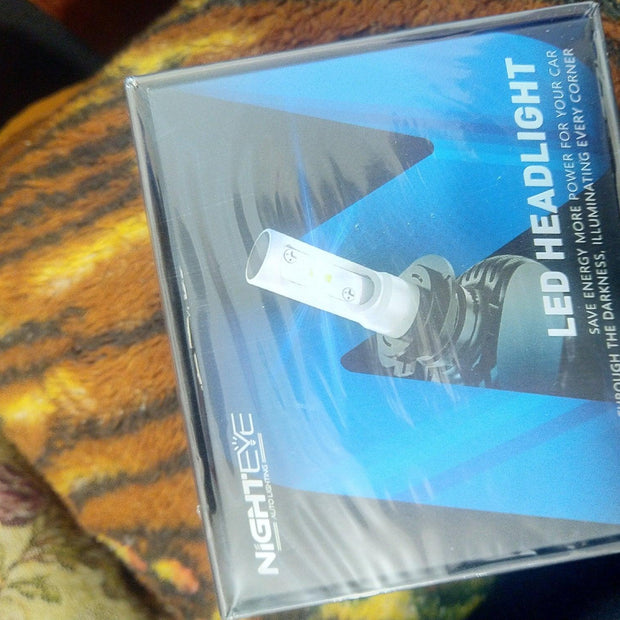 NIGHTEYE
AUTO LIGHTING
LED HEADLIGHT
SAVE ENERGY MORE POWER FOR YOUR CAR
THROUGH THE DARKNESS, ILLUMINATING EVERY CORNER